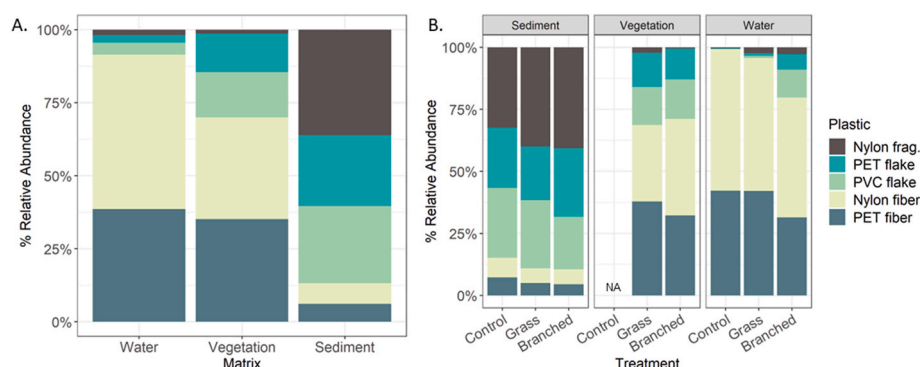 A.
100%
75%
50%
25%
0%
% Relative Abundance
Water Vegetation Sediment
Matrix
B.
Sediment Vegetation Water
100%
75%
50%
25%
0%
% Relative Abundance
NA
Control Grass Branched Control Grass Branched Control Grass Branched
Treatment
Plastic
Nylon frag.
PET flake
PVC flake
Nylon fiber
PET fiber